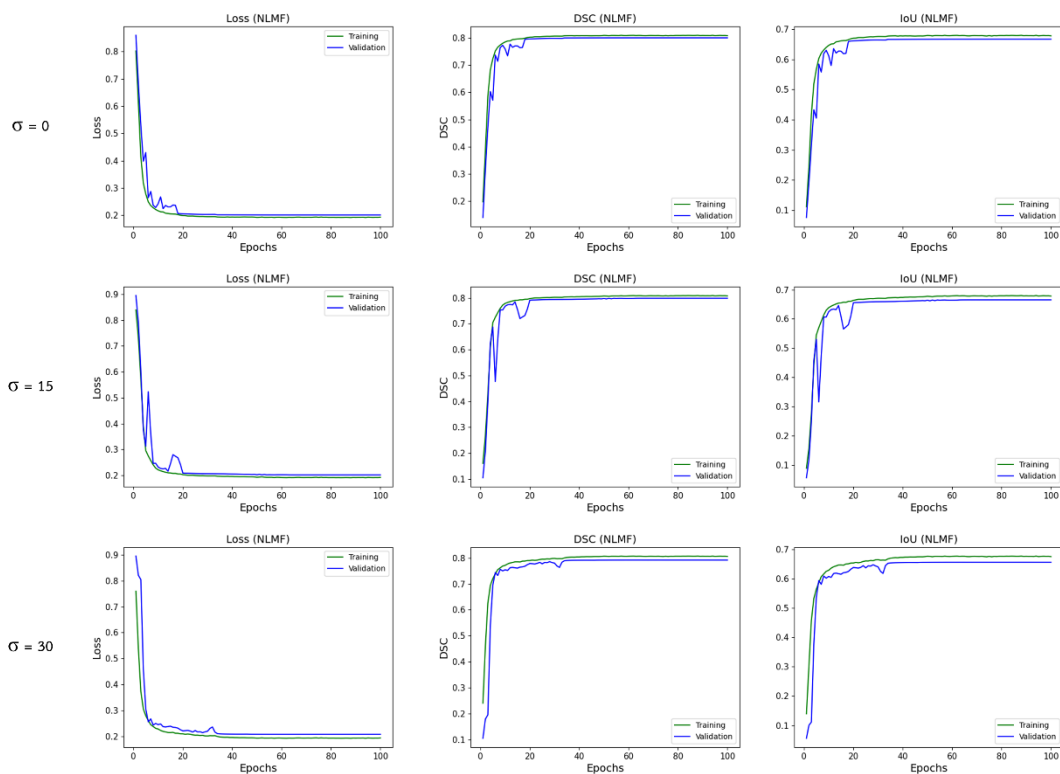 Loss (NLMF)
0.8
0.7
0.6
0.5
0.4
0.3
0.2
Loss
Training
Validation
0
20
40
60
80
100
Epochs
DSC (NLMF)
0.8
0.7
0.6
0.5
0.4
0.3
0.2
DSC
Training
Validation
0
20
40
60
80
100
Epochs
IoU (NLMF)
0.7
0.6
0.5
0.4
0.3
0.2
0.1
IoU
Training
Validation
0
20
40
60
80
100
Epochs
σ = 0
Loss (NLMF)
0.9
0.8
0.7
0.6
0.5
0.4
0.3
0.2
Loss
Training
Validation
0
20
40
60
80
100
Epochs
DSC (NLMF)
0.8
0.7
0.6
0.5
0.4
0.3
0.2
0.1
DSC
Training
Validation
0
20
40
60
80
100
Epochs
IoU (NLMF)
0.7
0.6
0.5
0.4
0.3
0.2
0.1
IoU
Training
Validation
0
20
40
60
80
100
Epochs
σ = 15
Loss (NLMF)
0.9
0.8
0.7
0.6
0.5
0.4
0.3
0.2
Loss
Training
Validation
0
20
40
60
80
100
Epochs
DSC (NLMF)
0.8
0.7
0.6
0.5
0.4
0.3
0.2
0.1
DSC
Training
Validation
0
20
40
60
80
100
Epochs
IoU (NLMF)
0.7
0.6
0.5
0.4
0.3
0.2
0.1
IoU
Training
Validation
0
20
40
60
80
100
Epochs
σ = 30